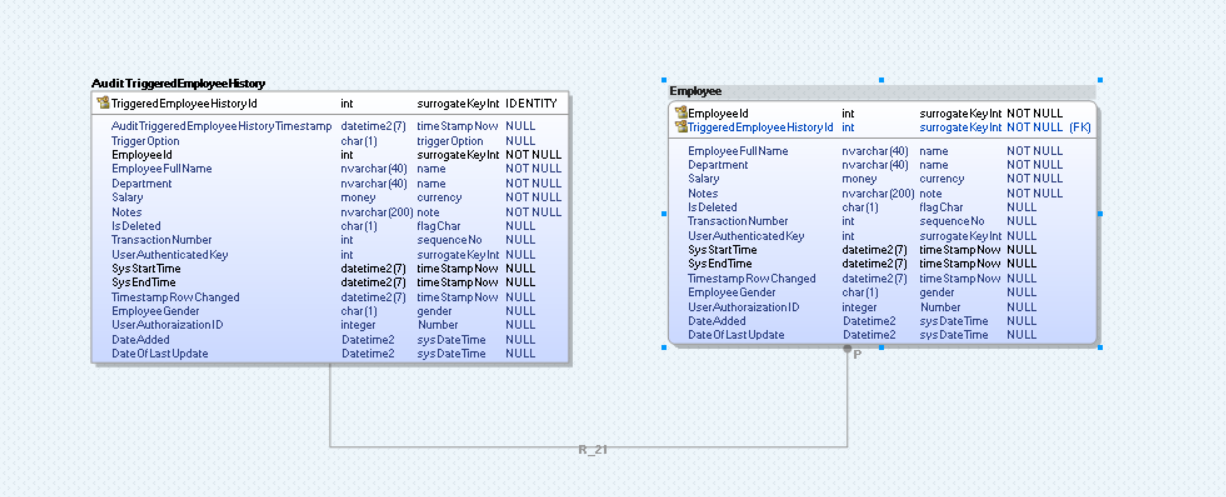 Audit TriggeredEmployeeHistory
TriggeredEmployeeHistoryId int surrogateKeyInt IDENTITY
AuditTriggeredEmployeeHistoryTimestamp datetime2(7) timeStampNow NULL
TriggerOption char(1) triggerOption NULL
EmployeeId int surrogateKeyInt NOT NULL
EmployeeFullName nvarchar(40) name NOT NULL
Department nvarchar(40) name NOT NULL
Salary money currency NOT NULL
Notes nvarchar(200) note NOT NULL
IsDeleted char(1) flagChar NULL
TransactionNumber int sequenceNo NULL
UserAuthenticatedKey int surrogateKeyInt NULL
SysStartTime datetime2(7) timeStampNow NULL
SysEndTime datetime2(7) timeStampNow NULL
TimestampRowChanged datetime2(7) timeStampNow NULL
EmployeeGender char(1) gender NULL
UserAuthoraizationID integer Number NULL
DateAdded Datetime2 sysDateTime NULL
DateOfLastUpdate Datetime2 sysDateTime NULL
Employee
EmployeeId int surrogateKeyInt NOT NULL
TriggeredEmployeeHistoryId int surrogateKeyInt NOT NULL (FK)
EmployeeFullName nvarchar(40) name NOT NULL
Department nvarchar(40) name NOT NULL
Salary money currency NOT NULL
Notes nvarchar(200) note NOT NULL
IsDeleted char(1) flagChar NULL
TransactionNumber int sequenceNo NULL
UserAuthenticatedKey int surrogateKeyInt NULL
SysStartTime datetime2(7) timeStampNow NULL
SysEndTime datetime2(7) timeStampNow NULL
TimestampRowChanged datetime2(7) timeStampNow NULL
EmployeeGender char(1) gender NULL
UserAuthoraizationID integer Number NULL
DateAdded Datetime2 sysDateTime NULL
DateOfLastUpdate Datetime2 sysDateTime NULL
P
R_21